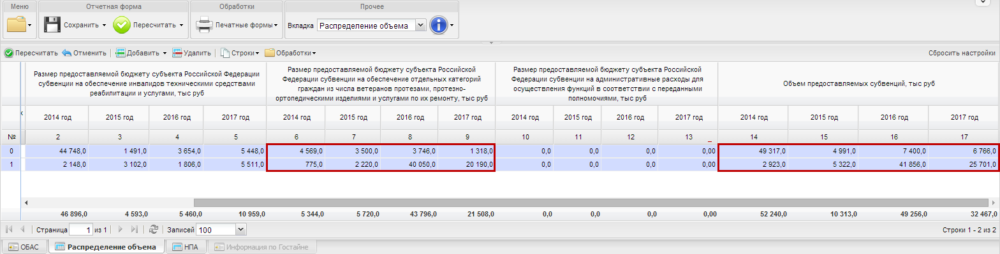 Меню Отчетная форма Обработки Прочее
Сохранить Пересчитать Печатные формы Вкладка Распределение объема
Пересчитать Отменить Добавить Удалить Строки Обработки Сбросить настройки
Размер предоставляемой бюджету субъекта Российской Федерации
субвенции на обеспечение инвалидов техническими средствами
реабилитации и услугами, тыс руб
Размер предоставляемой бюджету субъекта Российской
Федерации субвенции на обеспечение отдельных категорий
граждан из числа ветеранов протезами, протезно-
ортопедическими изделиями и услугами по их ремонту, тыс руб
Размер предоставляемой бюджету субъекта Российской
Федерации субвенции на административные расходы для
осуществления функций в соответствии с переданными
полномочиями, тыс руб
Объем предоставляемых субвенций, тыс руб
2014 год 2015 год 2016 год 2017 год 2014 год 2015 год 2016 год 2017 год 2014 год 2015 год 2016 год 2017 год 2014 год 2015 год 2016 год 2017 год
№ 2 3 4 5 6 7 8 9 10 11 12 13 14 15 16 17
0 44 748,0 1 491,0 3 654,0 5 448,0 4 569,0 3 500,0 3 746,0 1 318,0 0,0 0,0 0,0 0,00 49 317,0 4 991,0 7 400,0 6 766,0
1 2 148,0 3 102,0 1 806,0 5 511,0 775,0 2 220,0 40 050,0 20 190,0 0,0 0,0 0,0 0,00 2 923,0 5 322,0 41 856,0 25 701,0
46 896,0 4 593,0 5 460,0 10 959,0 5 344,0 5 720,0 43 796,0 21 508,0 0,0 0,0 0,0 0,00 52 240,0 10 313,0 49 256,0 32 467,0
Страница 1 из 1 Записей 100 Строки 1 - 2 из 2
ОБАС Распределение объема НПА Информация по Гостайне